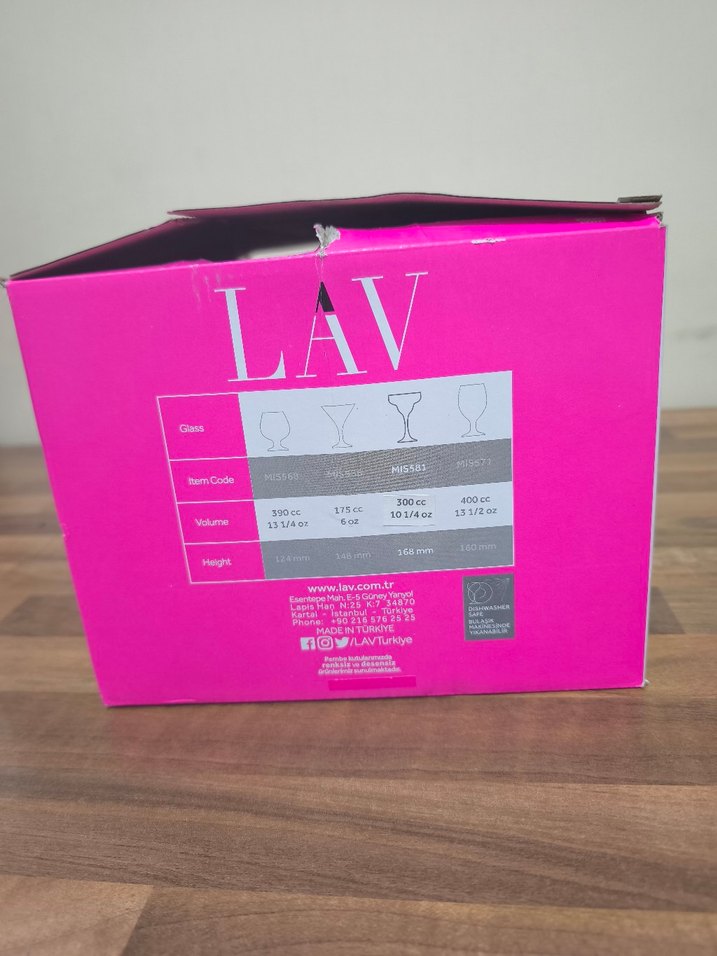 LAV
Glass
Item Code MIS568 MIS586 MIS581 MIS571
Volume 390 cc 175 cc 300 cc 400 cc
13 1/4 oz 6 oz 10 1/4 oz 13 1/2 oz
Height 124 mm 148 mm 168 mm 160 mm
www.lav.com.tr
Esentepe Mah. E-5 Güney Yanyol
Lapis Han N:25 K:7 34870
Kartal - İstanbul - Türkiye
Phone: +90 216 576 25 25
MADE IN TÜRKİYE
/LAVTurkiye
Pembe kutularımızda
renksiz ve desensiz
ürünlerimiz sunulmaktadır.
DISHWASHER
SAFE
BULAŞIK
MAKİNESİNDE
YIKANABİLİR